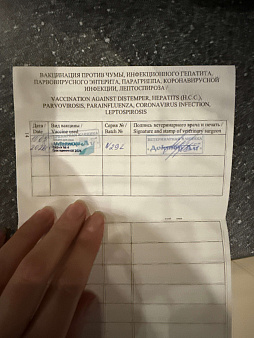 ВАКЦИНАЦИЯ ПРОТИВ ЧУМЫ, ИНФЕКЦИОННОГО ГЕПАТИТА,
ПАРВОВИРУСНОГО ЭНТЕРИТА, ПАРАГРИППА, КОРОНАВИРУСНОЙ
ИНФЕКЦИИ, ЛЕПТОСПИРОЗА /
VACCINATION AGAINST DISTEMPER, HEPATITS (H.C.C.),
PARVOVIROSIS, PARAINFLUENZA, CORONAVIRUS INFECTION,
LEPTOSPIROSIS
Дата / Вид вакцины / Серия № / Подпись ветеринарного врача и печать /
Date Vaccine used Batch № Signature and stamp of veterinary surgeon